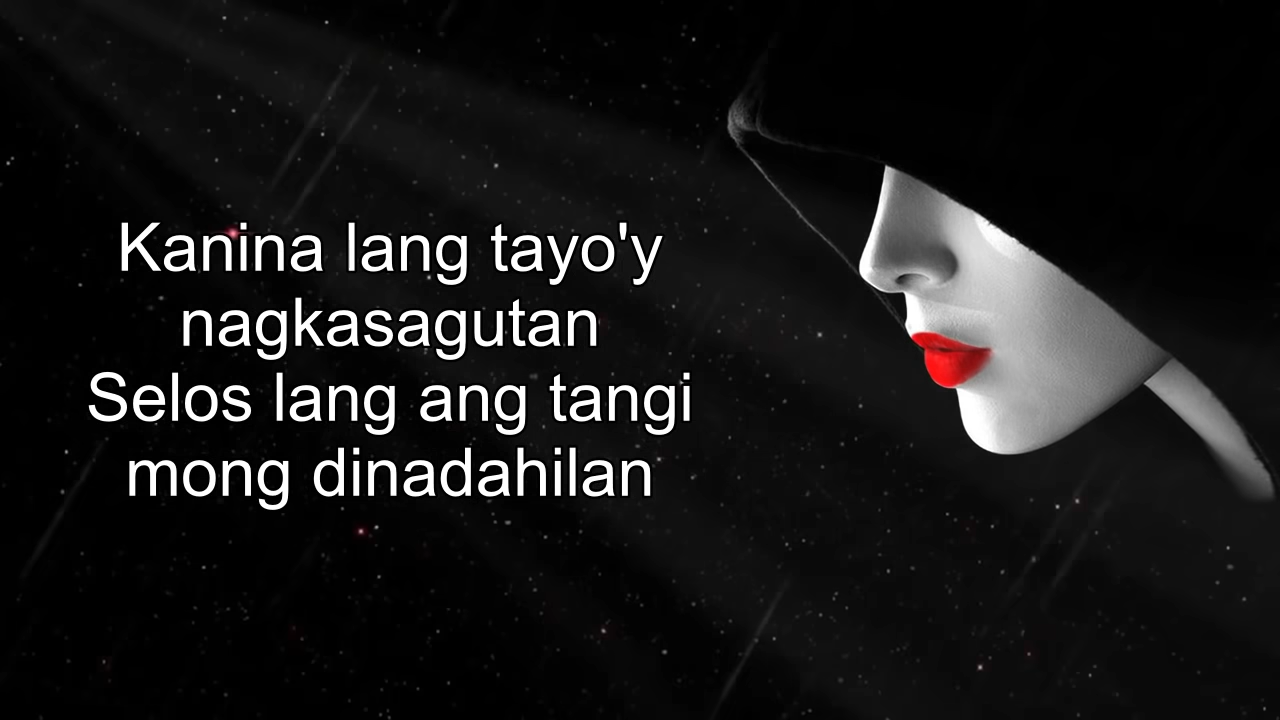 Kanina lang tayo'y
nagkasagutan
Selos lang ang tangi
mong dinadahilan